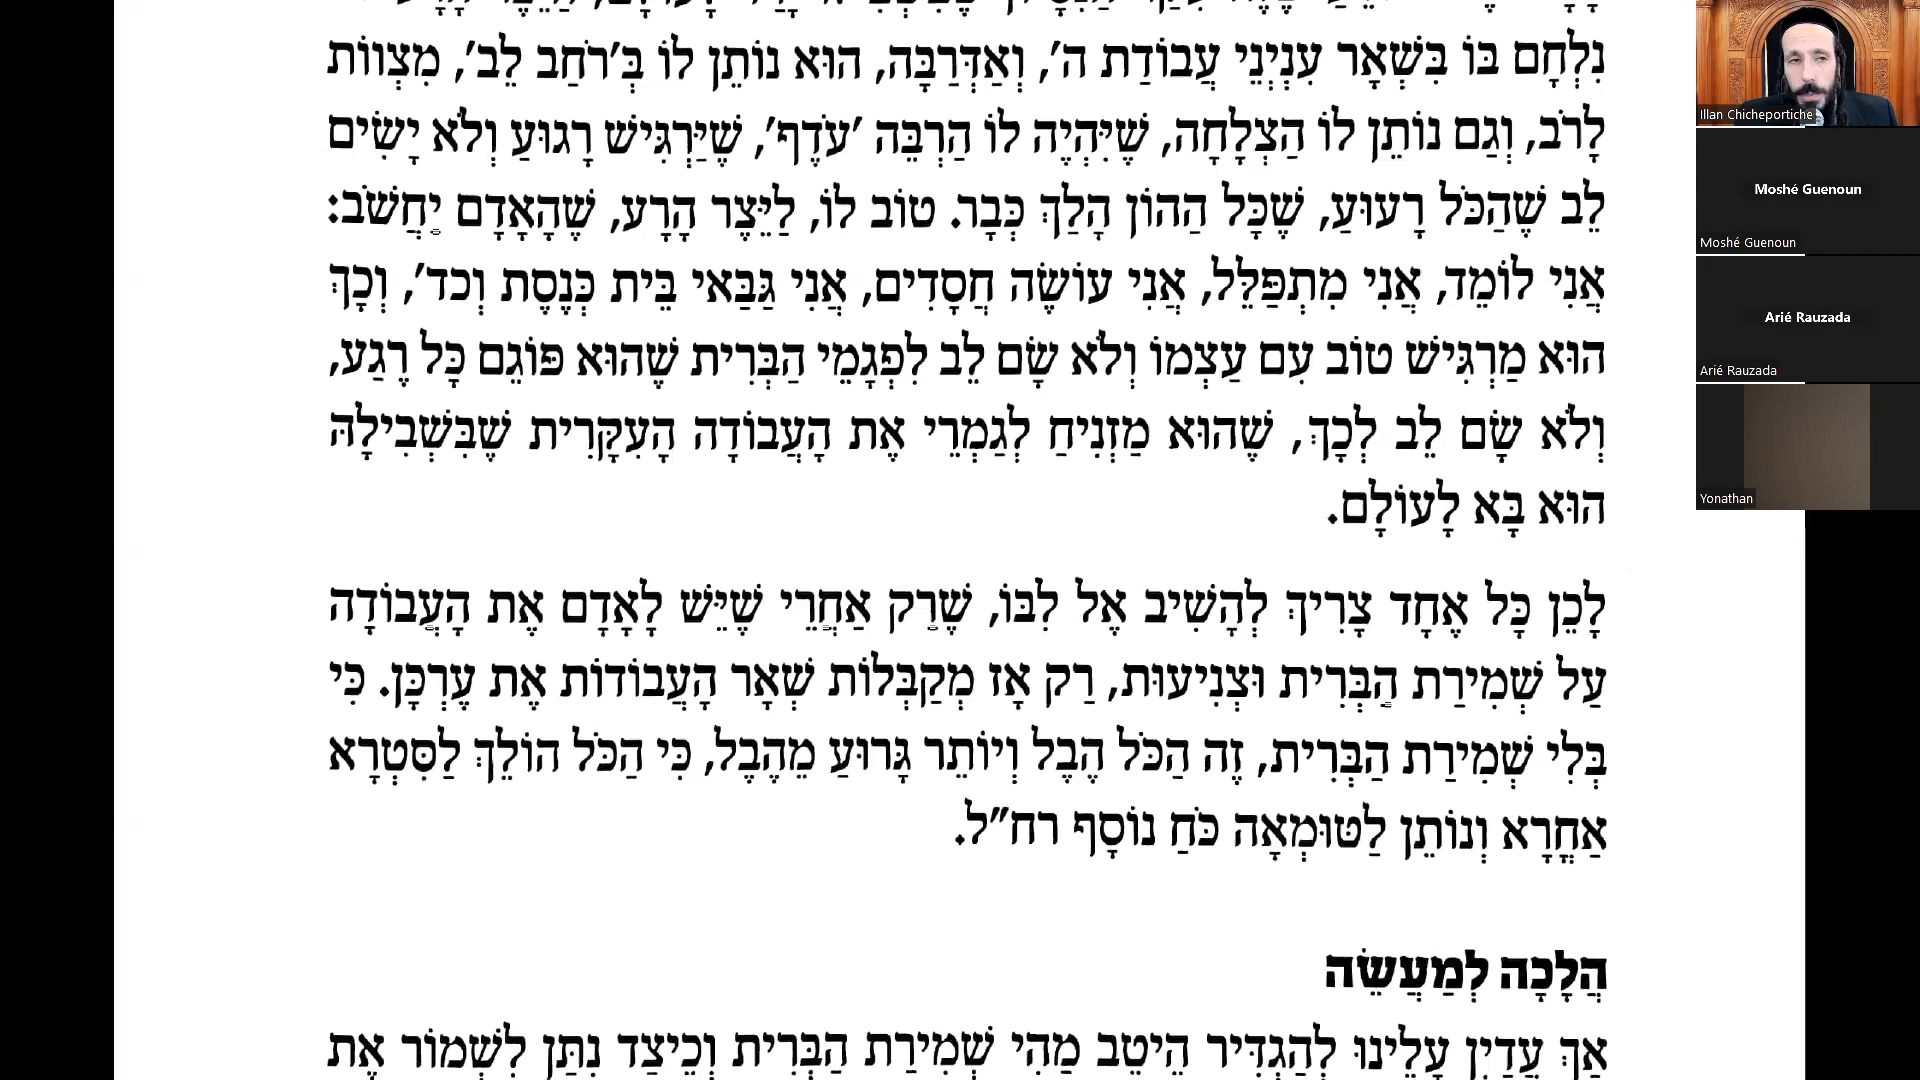 נִלְחָם בּוֹ בִּשְׁאָר עִנְיְנֵי עֲבוֹדַת ה', וְאַדְּרַבָּה, הוּא נוֹתֵן לוֹ בְּ'רֹחַב לֵב', מִצְווֹת
לָרֹב, וְגַם נוֹתֵן לוֹ הַצְלָחָה, שֶׁיִּהְיֶה לוֹ הַרְבֵּה 'עֹדֶף', שֶׁיַּרְגִּישׁ רָגוּעַ וְלֹא יָשִׂים
לֵב שֶׁהַכֹּל רָעוּעַ, שֶׁכָּל הַהוֹן הָלַךְ כְּבָר. טוֹב לוֹ, לַיֵּצֶר הָרָע, שֶׁהָאָדָם יַחֲשֹׁב:
אֲנִי לוֹמֵד, אֲנִי מִתְפַּלֵּל, אֲנִי עוֹשֶׂה חֲסָדִים, אֲנִי גַּבַּאי בֵּית כְּנֶסֶת וְכד', וְכָךְ
הוּא מַרְגִּישׁ טוֹב עִם עַצְמוֹ וְלֹא שָׂם לֵב לִפְגָמֵי הַבְּרִית שֶׁהוּא פּוֹגֵם כָּל רֶגַע,
וְלֹא שָׂם לֵב לְכָךְ, שֶׁהוּא מַזְנִיחַ לְגַמְרֵי אֶת הָעֲבוֹדָה הָעִקָּרִית שֶׁבִּשְׁבִילָהּ
הוּא בָּא לָעוֹלָם.
לָכֵן כָּל אֶחָד צָרִיךְ לְהָשִׁיב אֶל לִבּוֹ, שֶׁרַק אַחֲרֵי שֶׁיֵּשׁ לָאָדָם אֶת הָעֲבוֹדָה
עַל שְׁמִירַת הַבְּרִית וּצְנִיעוּת, רַק אָז מְקַבְּלוֹת שְׁאָר הָעֲבוֹדוֹת אֶת עֶרְכָּן. כִּי
בְּלִי שְׁמִירַת הַבְּרִית, זֶה הַכֹּל הֶבֶל וְיוֹתֵר גָּרוּעַ מֵהֶבֶל, כִּי הַכֹּל הוֹלֵךְ לַסִּטְרָא
אַחֲרָא וְנוֹתֵן לַטּוּמְאָה כֹּחַ נוֹסָף רח"ל.
הֲלָכָה לְמַעֲשֵׂה
אַךְ עֲדַיִן עָלֵינוּ לְהַגְדִּיר הֵיטֵב מַהִי שְׁמִירַת הַבְּרִית וְכֵיצַד נִתַּן לִשְׁמוֹר אֶת
Illan Chicheportiche
Moshé Guenoun
Moshé Guenoun
Arié Rauzada
Arié Rauzada
Yonathan